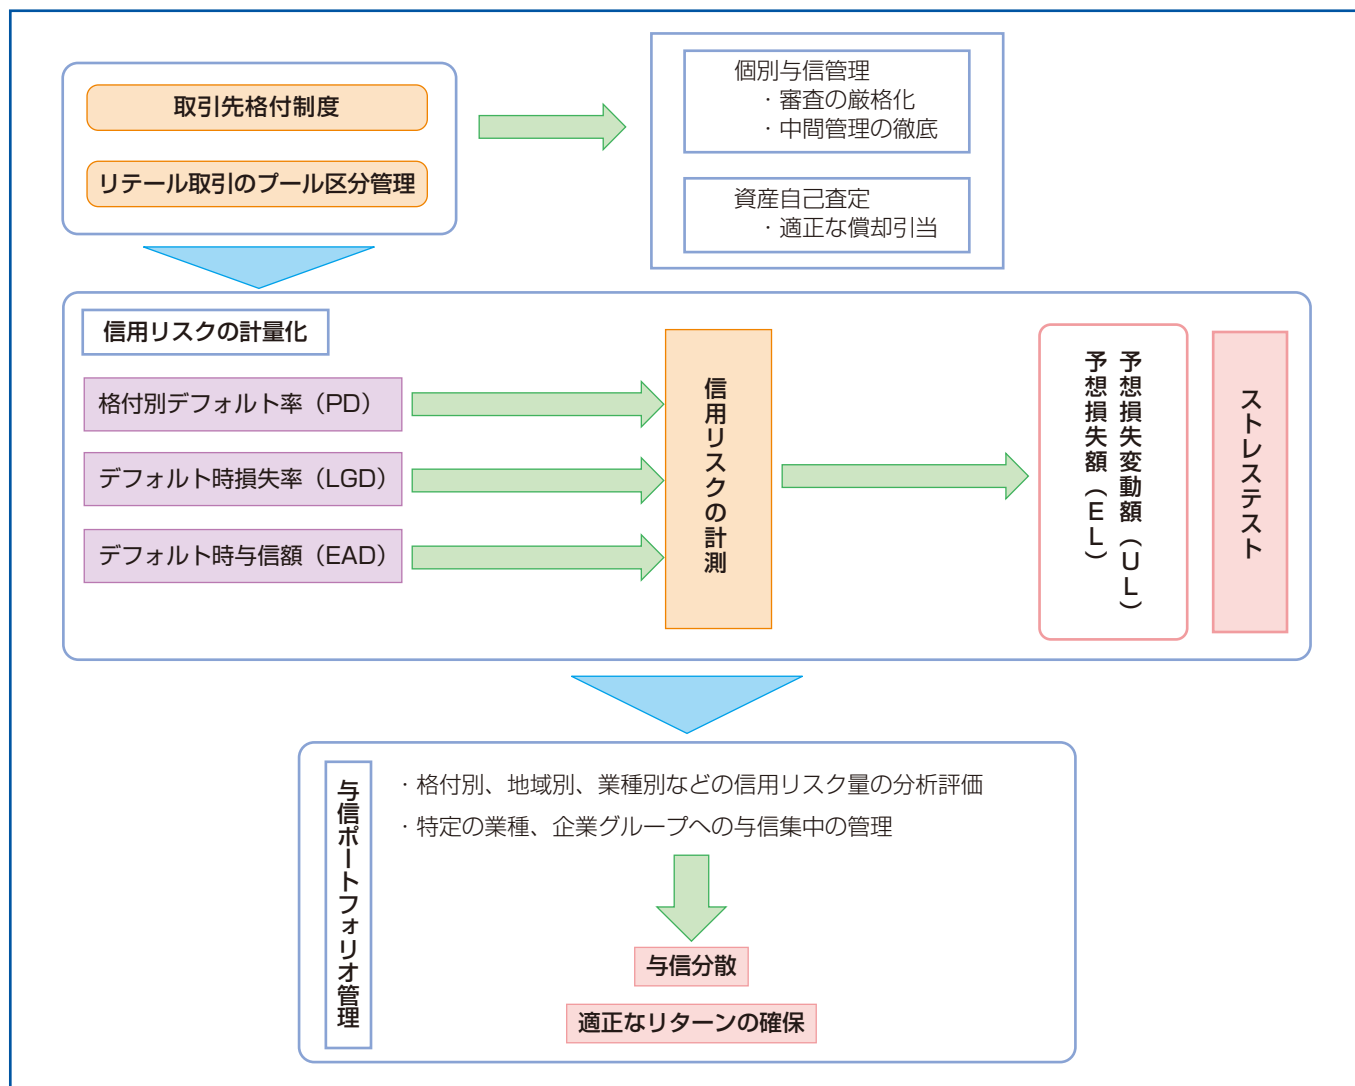 取引先格付制度
リテール取引のプール区分管理
個別与信管理
・審査の厳格化
・中間管理の徹底
資産自己査定
・適正な償却引当
信用リスクの計量化
格付別デフォルト率（PD）
デフォルト時損失率（LGD）
デフォルト時与信額（EAD）
信用リスクの計測
予想損失変動額（UL）
予想損失額（EL）
ストレステスト
与信ポートフォリオ管理
・格付別、地域別、業種別などの信用リスク量の分析評価
・特定の業種、企業グループへの与信集中の管理
与信分散
適正なリターンの確保